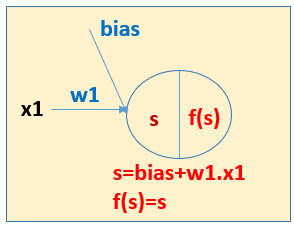 bias
w1
x1
s
f(s)
s=bias+w1.x1
f(s)=s